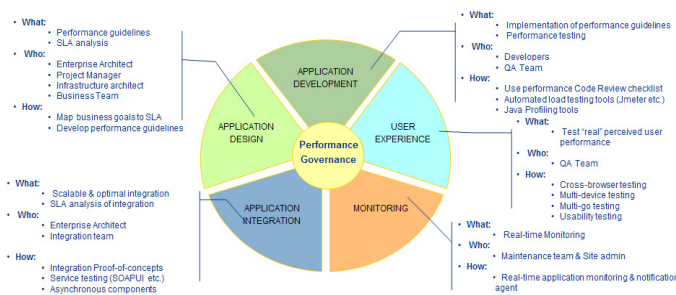 What:
Performance guidelines
SLA analysis
Who:
Enterprise Architect
Project Manager
Infrastructure architect
Business Team
How:
Map business goals to SLA
Develop performance guidelines
What:
Implementation of performance guidelines
Performance testing
Who:
Developers
QA Team
How:
Use performance Code Review checklist
Automated load testing tools (Jmeter etc.)
Java Profiling tools
APPLICATION
DEVELOPMENT
APPLICATION
DESIGN
USER
EXPERIENCE
Performance
Governance
APPLICATION
INTEGRATION
MONITORING
What:
Test ‘real’ perceived user
performance
Who:
QA Team
How:
Cross-browser testing
Multi-device testing
Multi-go testing
Usability testing
What:
Scalable & optimal integration
SLA analysis of integration
Who:
Enterprise Architect
Integration team
How:
Integration Proof-of-concepts
Service testing (SOAPUI etc.)
Asynchronous components
What:
Real-time Monitoring
Who:
Maintenance team & Site admin
How:
Real-time application monitoring & notification
agent